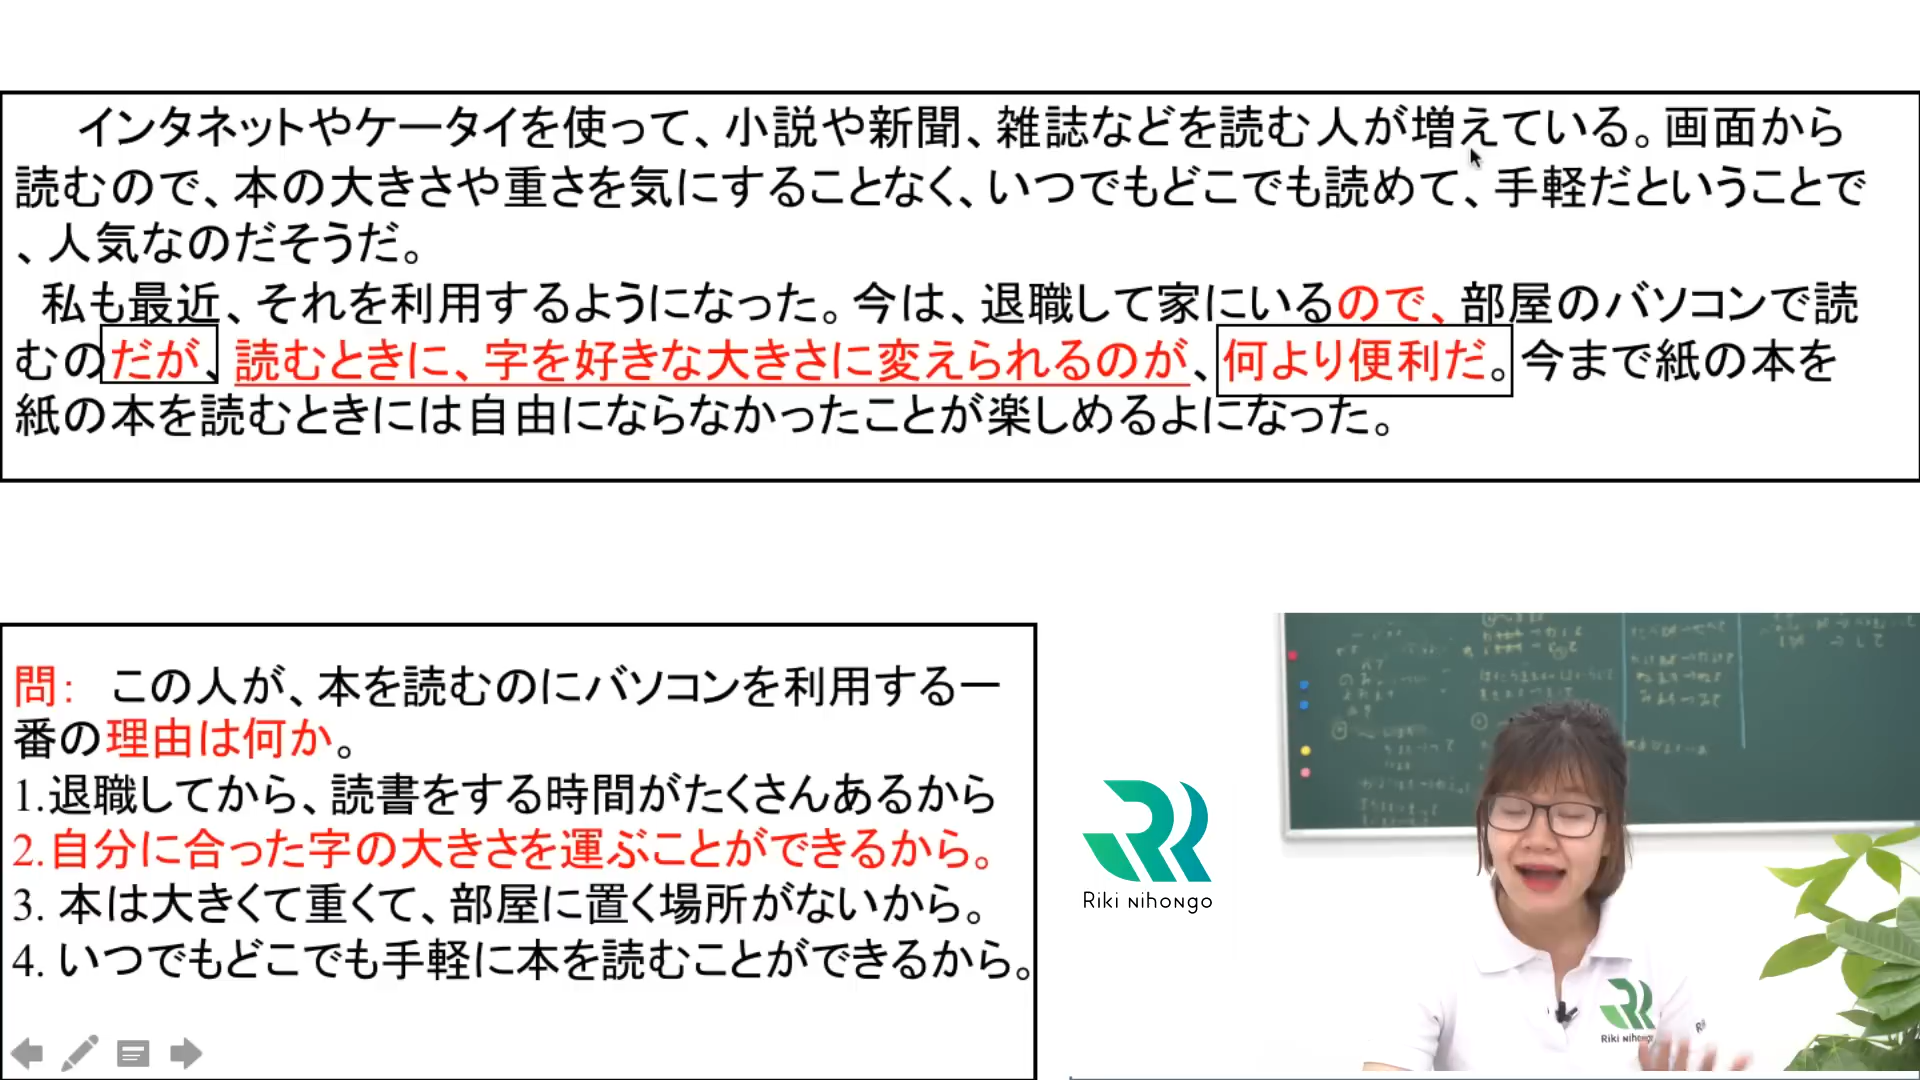 インタネットやケータイを使って、小説や新聞、雑誌などを読む人が増えている。画面から
読むので、本の大きさや重さを気にすることなく、いつでもどこでも読めて、手軽だということで
、人気なのだそうだ。
私も最近、それを利用するようになった。今は、退職して家にいるので、部屋のバソコンで読
むのだが、読むときに、字を好きな大きさに変えられるのが、何より便利だ。今まで紙の本を
紙の本を読むときには自由にならなかったことが楽しめるよになった。
問： この人が、本を読むのにバソコンを利用する一
番の理由は何か。
1.退職してから、読書をする時間がたくさんあるから
2.自分に合った字の大きさを運ぶことができるから。
3. 本は大きくて重くて、部屋に置く場所がないから。
4. いつでもどこでも手軽に本を読むことができるから。
Riki Nihongo
Riki Nihongo